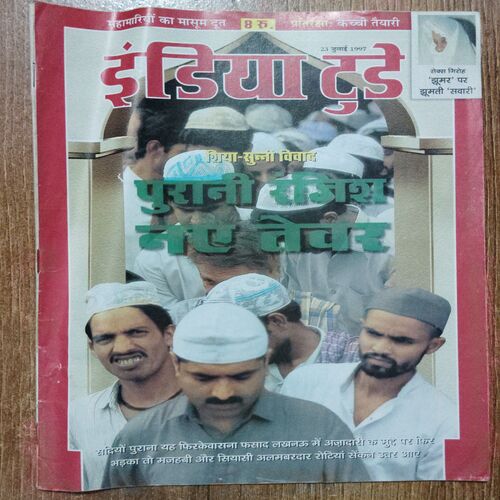 महामारियों का मासूम दूत
8 रु.
प्रतिरक्षा: कच्ची तैयारी
23 जुलाई 1997
इंडिया टुडे
सेक्स गिरोह
'झूमर' पर
झूमती 'सवारी'
शिया-सुन्नी विवाद
पुरानी रंजिश
नए तेवर
सदियों पुराना यह फिरकेवाराना फसाद लखनऊ में अज़ादारी के मुद्दे पर फिर
भड़का तो मजहबी और सियासी अलमबरदार रोटियां सेंकने उतर आए